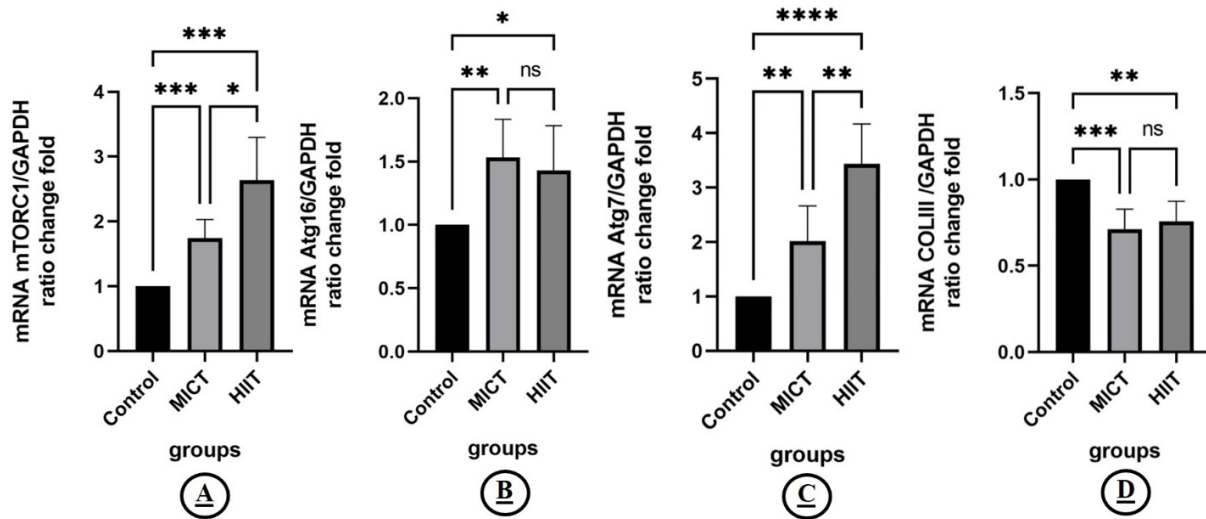 mRNA mTORC1/GAPDH
ratio change fold
***
***
*
4
3
2
1
0
Control
MICT
HIIT
groups
A
mRNA Atg16/GAPDH
ratio change fold
*
**
ns
2.0
1.5
1.0
0.5
0.0
Control
MICT
HIIT
groups
B
mRNA Atg7/GAPDH
ratio change fold
****
**
**
5
4
3
2
1
0
Control
MICT
HIIT
groups
C
mRNA COLIII /GAPDH
ratio change fold
**
***
ns
1.5
1.0
0.5
0.0
Control
MICT
HIIT
groups
D